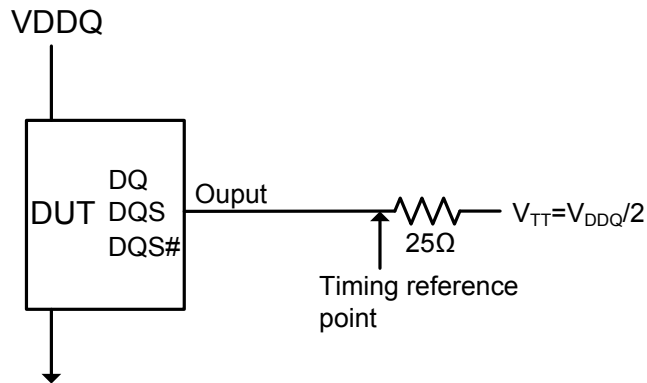 VDDQ
DUT
DQ
DQS
DQS#
Ouput
25Ω
V_TT=V_DDQ/2
Timing reference
point